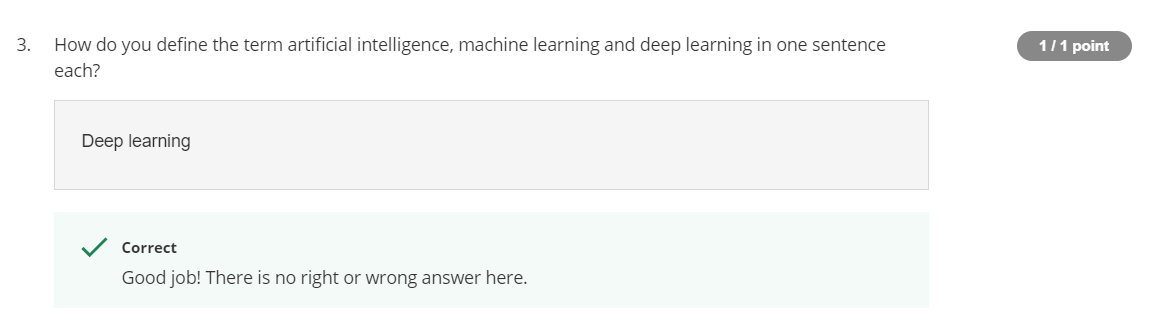 3. How do you define the term artificial intelligence, machine learning and deep learning in one sentence
each?
1 / 1 point
Deep learning
Correct
Good job! There is no right or wrong answer here.